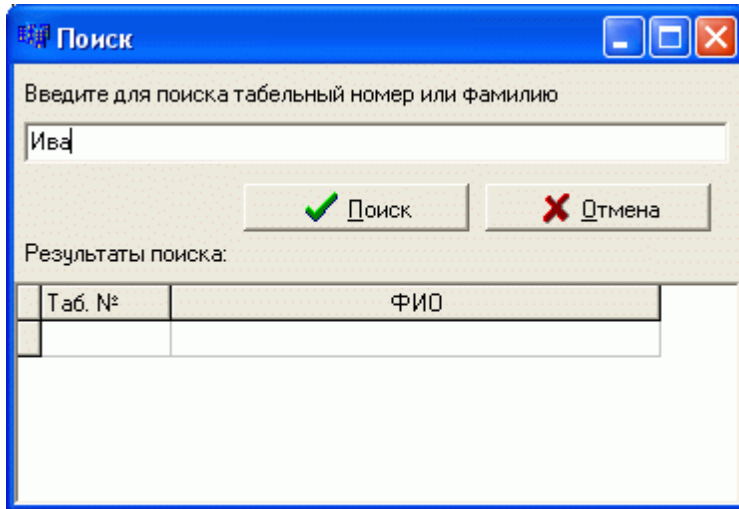 Поиск
Введите для поиска табельный номер или фамилию
Ива
Поиск Отмена
Результаты поиска:
Таб. № ФИО